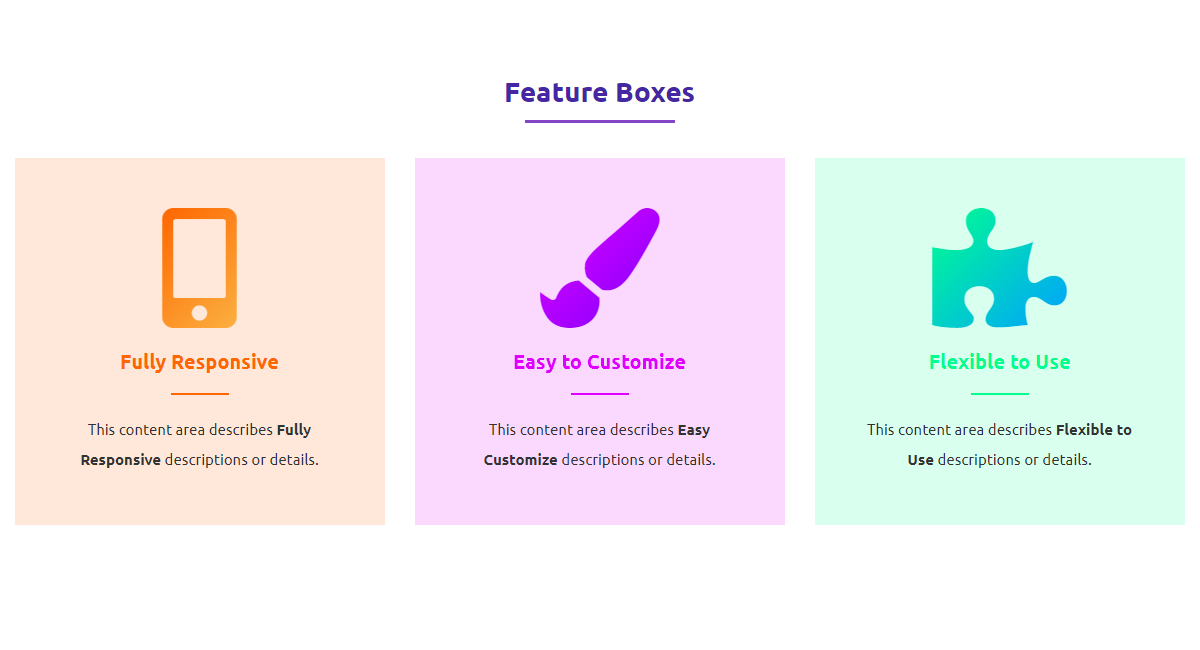 Feature Boxes
Fully Responsive
This content area describes Fully
Responsive descriptions or details.
Easy to Customize
This content area describes Easy
Customize descriptions or details.
Flexible to Use
This content area describes Flexible to
Use descriptions or details.